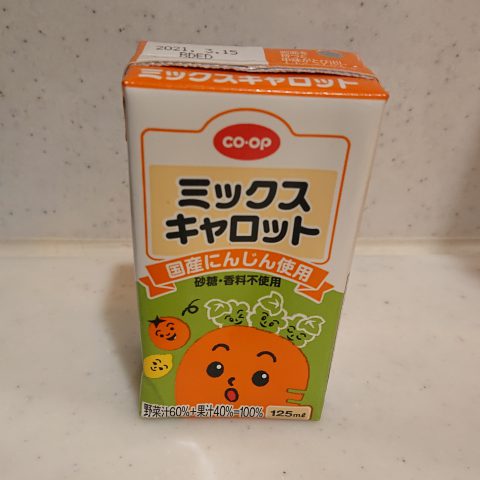 2021. 3.15
BDED
ミックスキャロット
CO·OP
ミックス
キャロット
国産にんじん使用
砂糖・香料不使用
野菜汁60%+果汁40%=100%
125ml